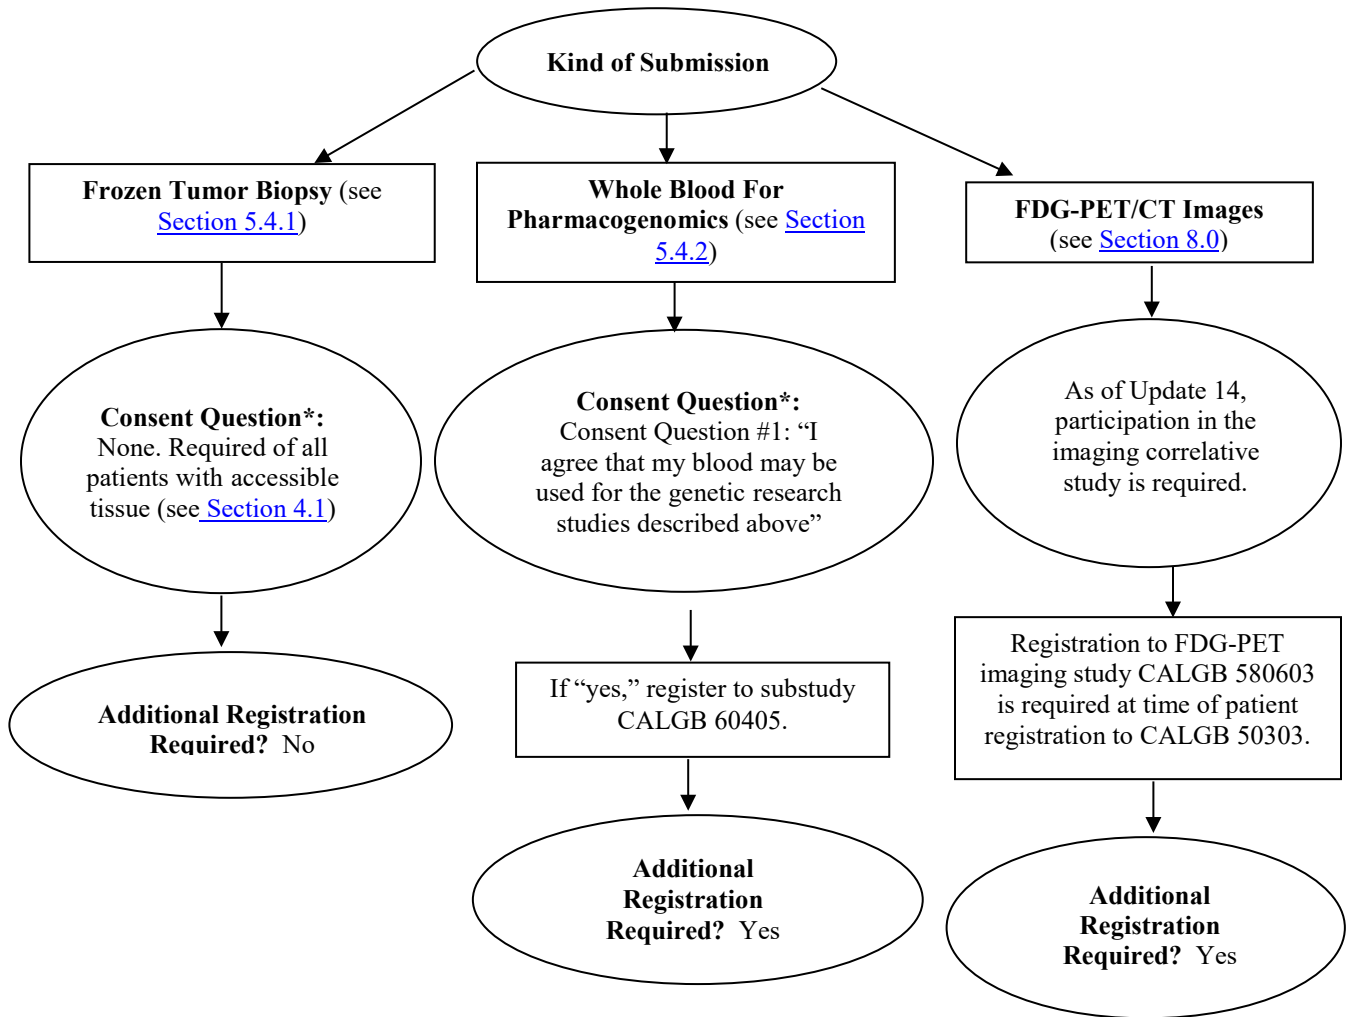 Kind of Submission
Frozen Tumor Biopsy (see
Section 5.4.1)
Consent Question*:
None. Required of all
patients with accessible
tissue (see Section 4.1)
Additional Registration
Required? No
Whole Blood For
Pharmacogenomics (see Section
5.4.2)
Consent Question*:
Consent Question #1: “I
agree that my blood may be
used for the genetic research
studies described above”
If “yes,” register to substudy
CALGB 60405.
Additional
Registration
Required? Yes
FDG-PET/CT Images
(see Section 8.0)
As of Update 14,
participation in the
imaging correlative
study is required.
Registration to FDG-PET
imaging study CALGB 580603
is required at time of patient
registration to CALGB 50303.
Additional
Registration
Required? Yes